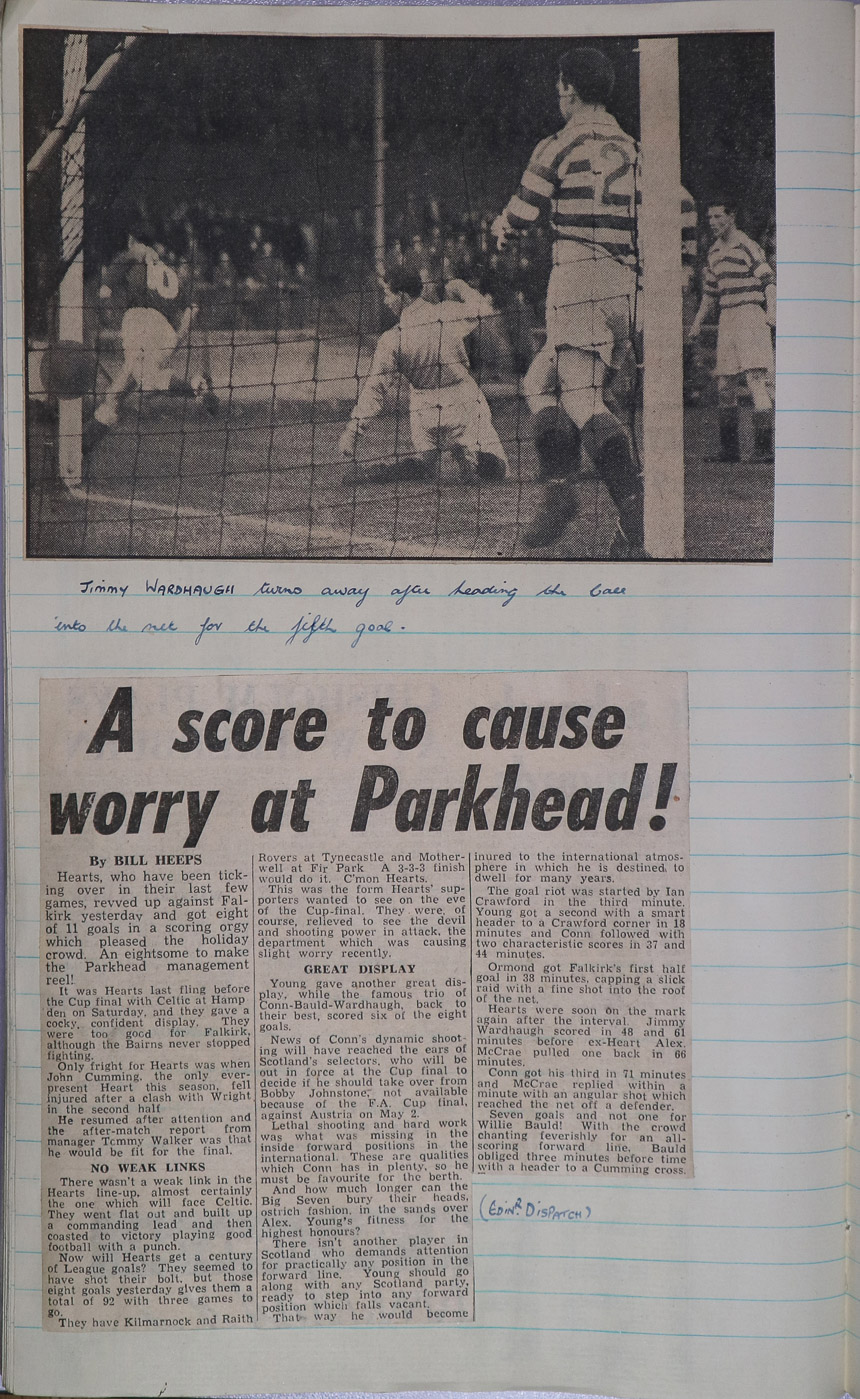 2
Jimmy WARDHAUGH turns away after heading the ball
into the net for the fifth goal.
A score to cause
worry at Parkhead!
By BILL HEEPS
Hearts, who have been tick-
ing over in their last few
games, revved up against Fal-
kirk yesterday and got eight
of 11 goals in a scoring orgy
which pleased the holiday
crowd. An eightsome to make
the Parkhead management
reel!
It was Hearts last fling before
the Cup final with Celtic at Hamp
den on Saturday, and they gave a
cocky, confident display. They
were too good for Falkirk,
although the Bairns never stopped
fighting.
Only fright for Hearts was when
John Cumming, the only ever-
present Heart this season, fell
injured after a clash with Wright
in the second half
He resumed after attention and
the after-match report from
manager Tommy Walker was that
he would be fit for the final.
NO WEAK LINKS
There wasn't a weak link in the
Hearts line-up, almost certainly
the one which will face Celtic.
They went flat out and built up
a commanding lead and then
coasted to victory playing good
football with a punch.
Now will Hearts get a century
of League goals? They seemed to
have shot their bolt, but those
eight goals yesterday gives them a
total of 92 with three games to
go.
They have Kilmarnock and Raith
Rovers at Tynecastle and Mother-
well at Fir Park A 3-3-3 finish
would do it. C'mon Hearts.
This was the form Hearts' sup-
porters wanted to see on the eve
of the Cup-final. They were, of
course, relieved to see the devil
and shooting power in attack, the
department which was causing
slight worry recently.
GREAT DISPLAY
Young gave another great dis-
play, while the famous trio of
Conn-Bauld-Wardhaugh, back to
their best, scored six of the eight
goals.
News of Conn's dynamic shoot-
ing will have reached the ears of
Scotland's selectors, who will be
out in force at the Cup final to
decide if he should take over from
Bobby Johnstone, not available
because of the F.A. Cup final,
against Austria on May 2.
Lethal shooting and hard work
was what was missing in the
inside forward positions in the
international. These are qualities
which Conn has in plenty, so he
must be favourite for the berth.
And how much longer can the
Big Seven bury their heads,
ostrich fashion, in the sands over
Alex. Young's fitness for the
highest honours?
There isn't another player in
Scotland who demands attention
for practically any position in the
forward line. Young should go
along with any Scotland party,
ready to step into any forward
position which falls vacant.
That way he would become
inured to the international atmos-
phere in which he is destined, to
dwell for many years.
The goal riot was started by Ian
Crawford in the third minute.
Young got a second with a smart
header to a Crawford corner in 18
minutes and Conn followed with
two characteristic scores in 37 and
44 minutes.
Ormond got Falkirk's first half
goal in 38 minutes, capping a slick
raid with a fine shot into the roof
of the net.
Hearts were soon on the mark
again after the interval. Jimmy
Wardhaugh scored in 48 and 61
minutes before ex-Heart Alex.
McCrae pulled one back in 66
minutes.
Conn got his third in 71 minutes
and McCrae replied within a
minute with an angular shot which
reached the net off a defender.
Seven goals and not one for
Willie Bauld! With the crowd
chanting feverishly for an all-
scoring forward line, Bauld
obliged three minutes before time
with a header to a Cumming cross.
(EDINR. DISPATCH)